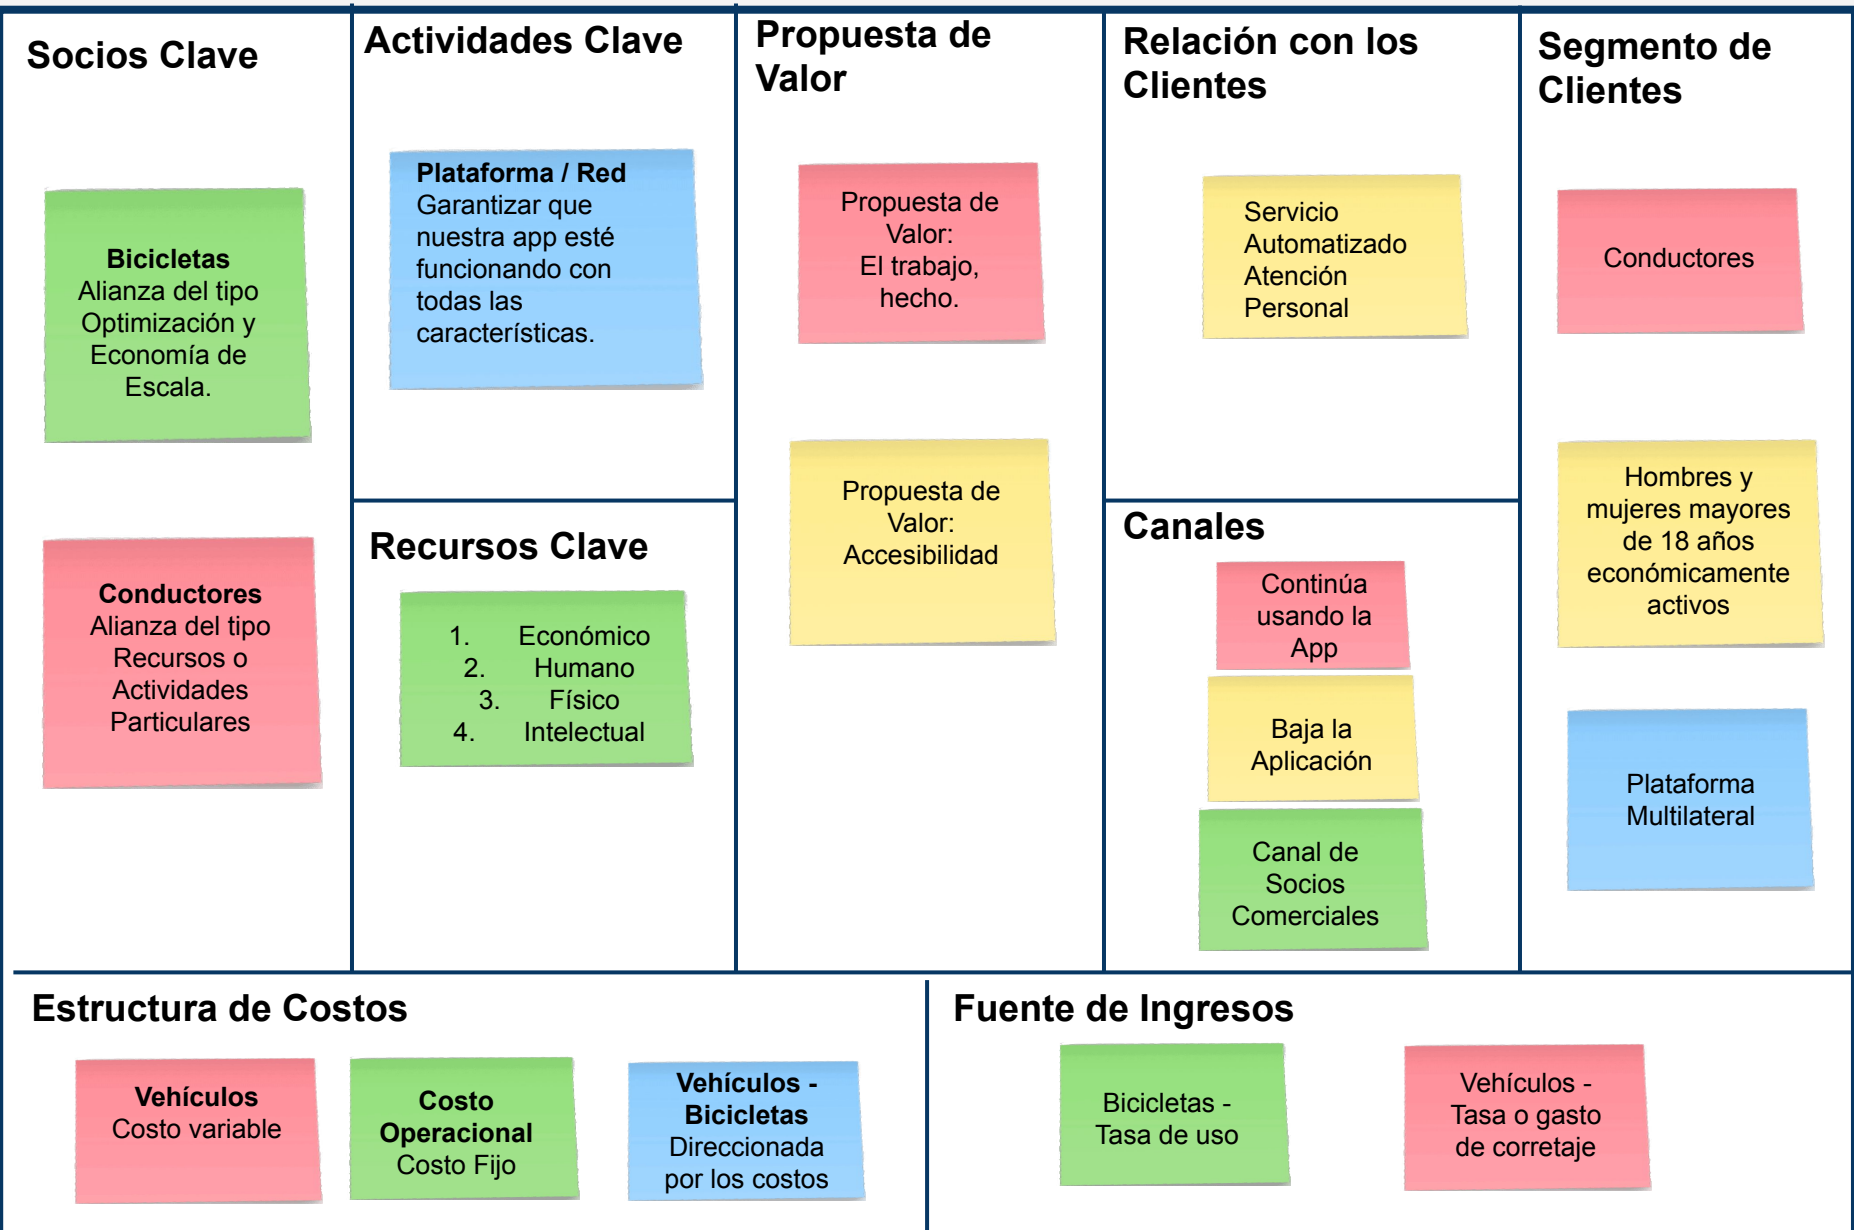 Socios Clave
Bicicletas
Alianza del tipo
Optimización y
Economía de
Escala.
Conductores
Alianza del tipo
Recursos o
Actividades
Particulares
Actividades Clave
Plataforma / Red
Garantizar que
nuestra app esté
funcionando con
todas las
características.
Recursos Clave
1. Económico
2. Humano
3. Físico
4. Intelectual
Propuesta de
Valor
Propuesta de
Valor:
El trabajo,
hecho.
Propuesta de
Valor:
Accesibilidad
Relación con los
Clientes
Servicio
Automatizado
Atención
Personal
Canales
Continúa
usando la
App
Baja la
Aplicación
Canal de
Socios
Comerciales
Segmento de
Clientes
Conductores
Hombres y
mujeres mayores
de 18 años
económicamente
activos
Plataforma
Multilateral
Estructura de Costos
Vehículos
Costo variable
Costo
Operacional
Costo Fijo
Vehículos -
Bicicletas
Direccionada
por los costos
Fuente de Ingresos
Bicicletas -
Tasa de uso
Vehículos -
Tasa o gasto
de corretaje